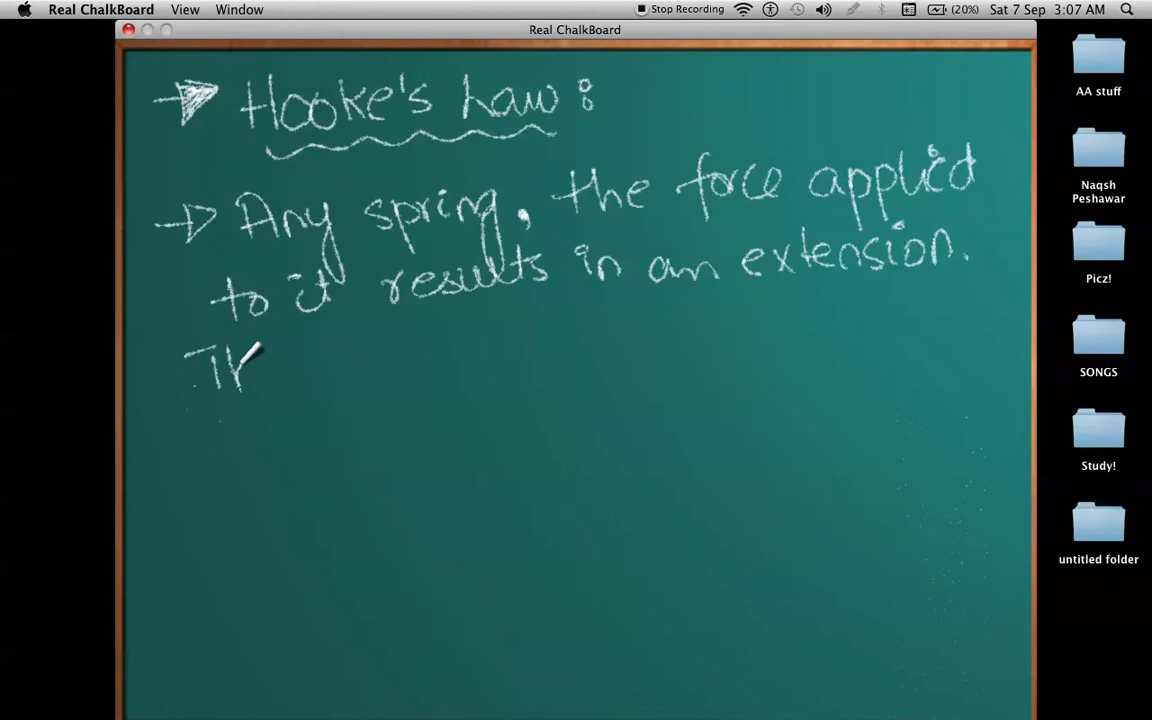 Real ChalkBoard View Window Stop Recording (20%) Sat 7 Sep 3:07 AM
Real ChalkBoard
Hooke's Law:
Any spring, the force applied
to it results in an extension.
Th
AA stuff
Naqsh
Peshawar
Picz!
SONGS
Study!
untitled folder